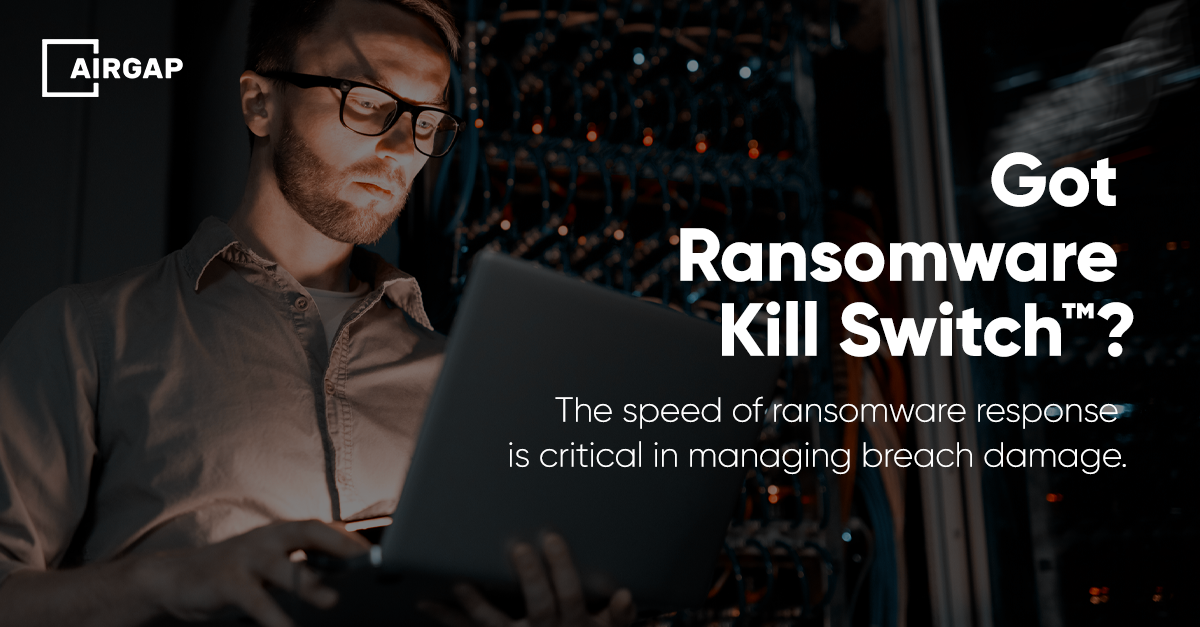 AIRGAP
Got
Ransomware
Kill Switch™?
The speed of ransomware response
is critical in managing breach damage.